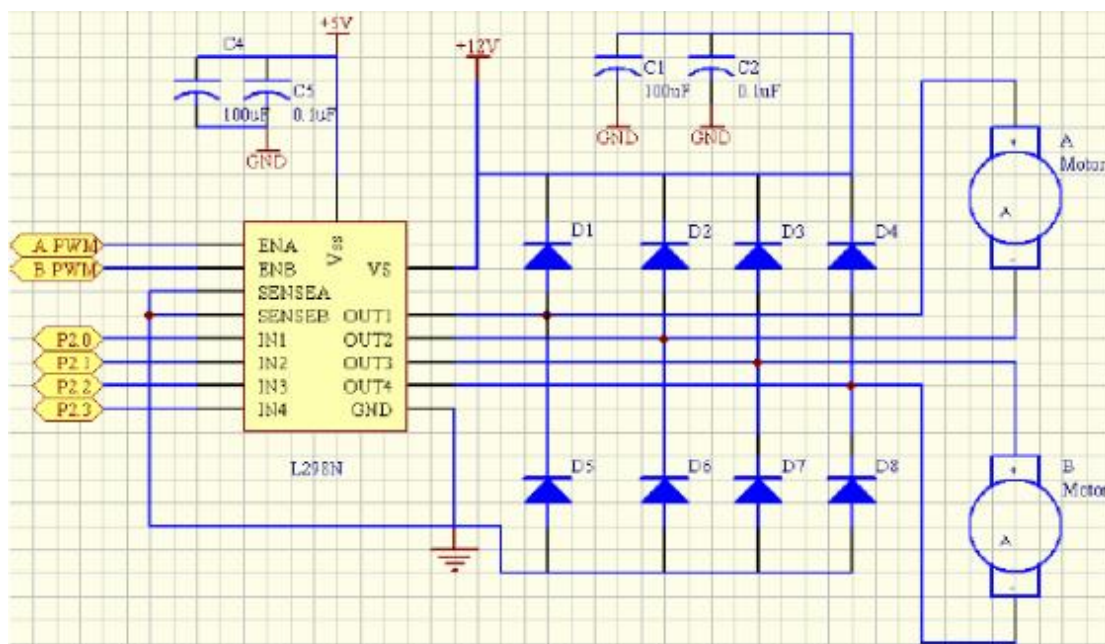 +5V
C4
+12V
C1
C2
C5
100uF
0.1uF
100uF
0.1uF
GND
GND
GND
A
Motor
+
A
-
D1
D2
D3
D4
A PWM
B PWM
ENA
ENB
SENSEA
SENSEB
IN1
IN2
IN3
IN4
Vss
VS
OUT1
OUT2
OUT3
OUT4
GND
P2.0
P2.1
P2.2
P2.3
L298N
D5
D6
D7
D8
B
Motor
+
A
-